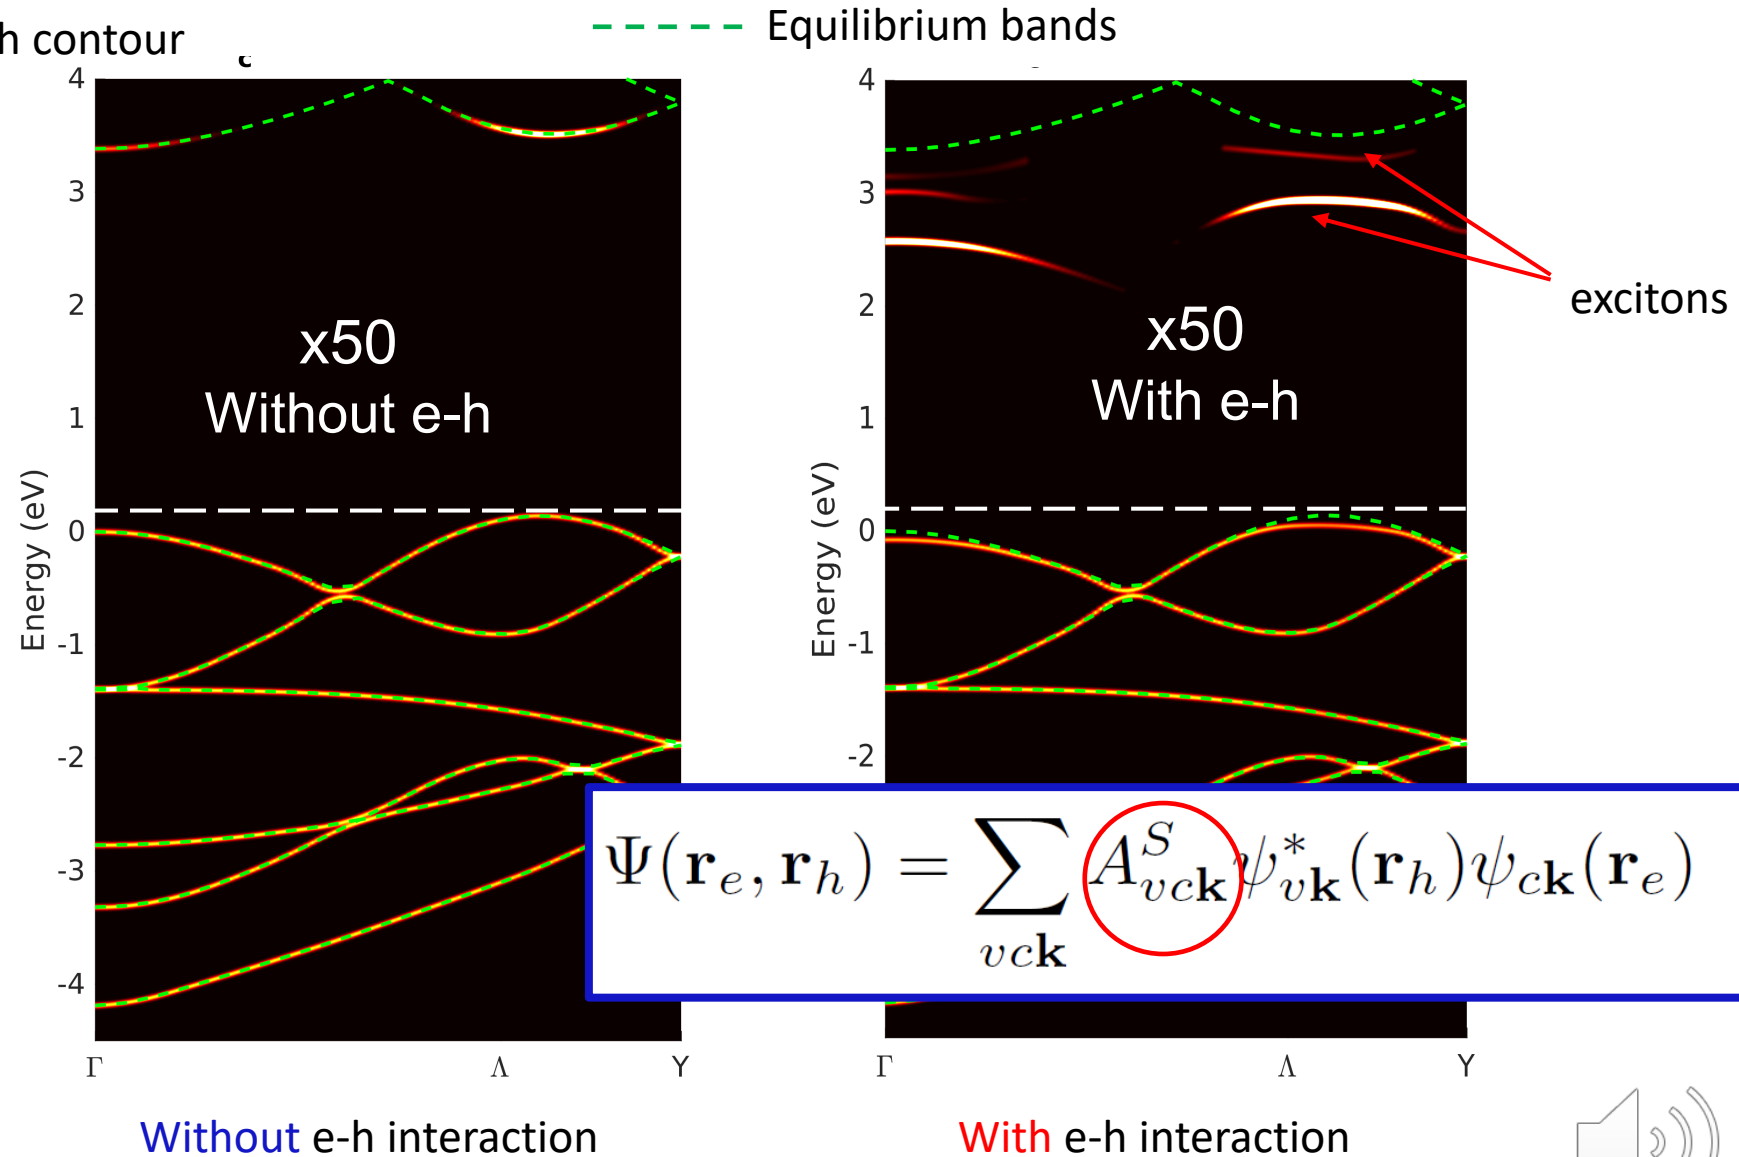 h contour
Equilibrium bands
4
3
2
1
0
-1
-2
-3
-4
Energy (eV)
x50
Without e-h
Γ Λ Y
Without e-h interaction
4
3
2
1
0
-1
-2
Energy (eV)
x50
With e-h
excitons
Ψ(r_e, r_h) = ∑_{vck} A^S_{vck} ψ*_{vk}(r_h) ψ_{ck}(r_e)
Γ Λ Y
With e-h interaction